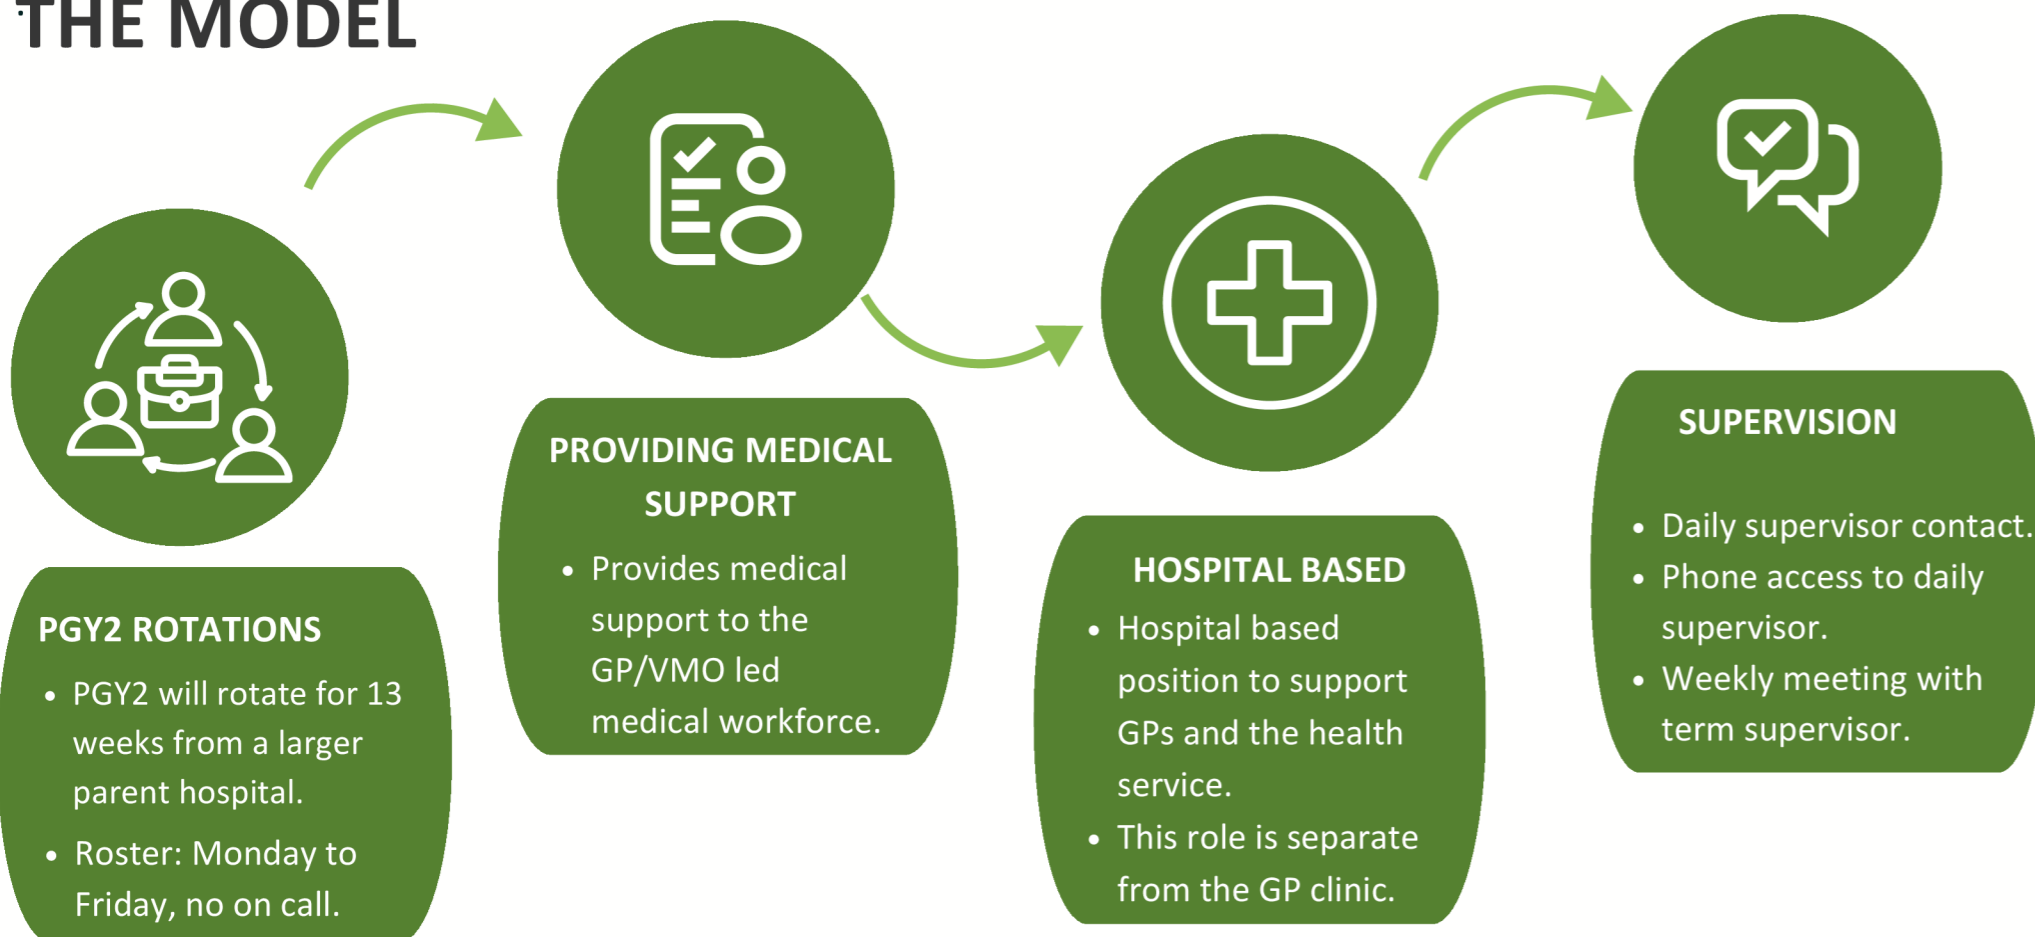 THE MODEL
PGY2 ROTATIONS
• PGY2 will rotate for 13
weeks from a larger
parent hospital.
• Roster: Monday to
Friday, no on call.
PROVIDING MEDICAL
SUPPORT
• Provides medical
support to the
GP/VMO led
medical workforce.
HOSPITAL BASED
• Hospital based
position to support
GPs and the health
service.
• This role is separate
from the GP clinic.
SUPERVISION
• Daily supervisor contact.
• Phone access to daily
supervisor.
• Weekly meeting with
term supervisor.